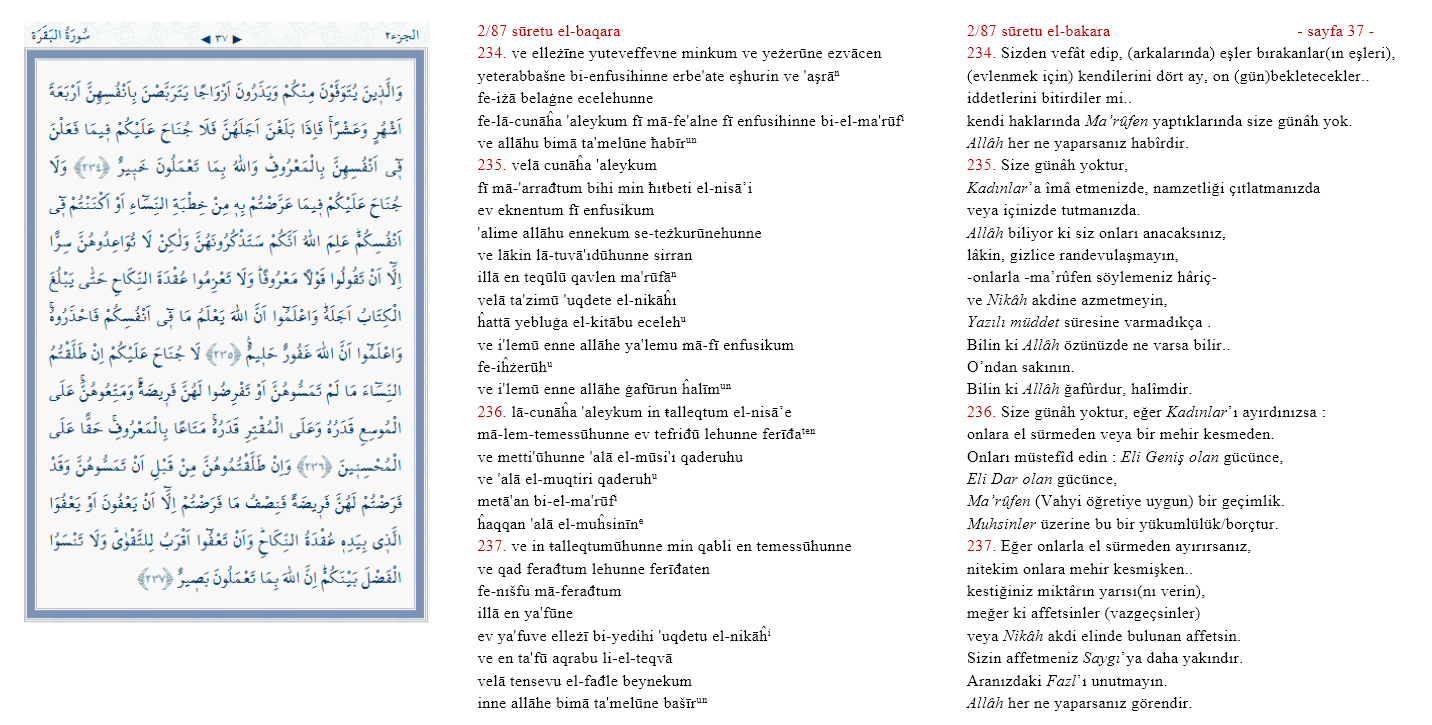 سُورَةُ الْبَقَرَة
◀ ٣٧ ▶
الجزء٢
وَالَّذِينَ يُتَوَفَّوْنَ مِنْكُمْ وَيَذَرُونَ اَزْوَاجًا يَتَرَبَّصْنَ بِاَنْفُسِهِنَّ اَرْبَعَةَ
اَشْهُرٍ وَعَشْرًاۚ فَاِذَا بَلَغْنَ اَجَلَهُنَّ فَلَا جُنَاحَ عَلَيْكُمْ فٖيمَا فَعَلْنَ
فٖٓى اَنْفُسِهِنَّ بِالْمَعْرُوفِؕ وَاللّٰهُ بِمَا تَعْمَلُونَ خَبٖيرٌ ﴿٢٣٤﴾ وَلَا
جُنَاحَ عَلَيْكُمْ فٖيمَا عَرَّضْتُمْ بِهٖ مِنْ خِطْبَةِ النِّسَٓاءِ اَوْ اَكْنَنْتُمْ فٖٓى
اَنْفُسِكُمْؕ عَلِمَ اللّٰهُ اَنَّكُمْ سَتَذْكُرُونَهُنَّ وَلٰكِنْ لَا تُوَاعِدُوهُنَّ سِرًّا
اِلَّٓا اَنْ تَقُولُوا قَوْلًا مَعْرُوفًاؕ وَلَا تَعْزِمُوا عُقْدَةَ النِّكَاحِ حَتّٰى يَبْلُغَ
الْكِتَابُ اَجَلَهُؕ وَاعْلَمُٓوا اَنَّ اللّٰهَ يَعْلَمُ مَا فٖٓى اَنْفُسِكُمْ فَاحْذَرُوهُۚ
وَاعْلَمُٓوا اَنَّ اللّٰهَ غَفُورٌ حَلٖيمٌ ﴿٢٣٥﴾ لَا جُنَاحَ عَلَيْكُمْ اِنْ طَلَّقْتُمُ
النِّسَٓاءَ مَا لَمْ تَمَسُّوهُنَّ اَوْ تَفْرِضُوا لَهُنَّ فَرٖيضَةًۚ وَمَتِّعُوهُنَّۚ عَلَى
الْمُوسِعِ قَدَرُهُ وَعَلَى الْمُقْتِرِ قَدَرُهُۚ مَتَاعًا بِالْمَعْرُوفِۚ حَقًّا عَلَى
الْمُحْسِنٖينَ ﴿٢٣٦﴾ وَاِنْ طَلَّقْتُمُوهُنَّ مِنْ قَبْلِ اَنْ تَمَسُّوهُنَّ وَقَدْ
فَرَضْتُمْ لَهُنَّ فَرٖيضَةً فَنِصْفُ مَا فَرَضْتُمْ اِلَّٓا اَنْ يَعْفُونَ اَوْ يَعْفُوَا
الَّذٖى بِيَدِهٖ عُقْدَةُ النِّكَاحِؕ وَاَنْ تَعْفُٓوا اَقْرَبُ لِلتَّقْوٰىؕ وَلَا تَنْسَوُا
الْفَضْلَ بَيْنَكُمْؕ اِنَّ اللّٰهَ بِمَا تَعْمَلُونَ بَصٖيرٌ ﴿٢٣٧﴾
2/87 sūretu el-baqara
234. ve elleżīne yuteveffevne minkum ve yeżerūne ezvācen
yeterabbašne bi-enfusihinne erbe'ate eşhurin ve 'aşrāⁿ
fe-iżā belaġne ecelehunne
fe-lā-cunāĥa 'aleykum fī mā-fe'alne fī enfusihinne bi-el-ma'rūfⁱ
ve allāhu bimā ta'melūne ħabīrᵘⁿ
235. velā cunāĥa 'aleykum
fī mā-'arrađtum bihi min ħıŧbeti el-nisā’i
ev eknentum fī enfusikum
'alime allāhu ennekum se-teżkurūnehunne
ve lākin lā-tuvā'ıdūhunne sirran
illā en teqūlū qavlen ma'rūfāⁿ
velā ta'zimū 'uqdete el-nikāĥı
ĥattā yebluġa el-kitābu ecelehᵘ
ve i'lemū enne allāhe ya'lemu mā-fī enfusikum
fe-iĥżerūhᵘ
ve i'lemū enne allāhe ġafūrun ĥalīmᵘⁿ
236. lā-cunāĥa 'aleykum in ŧalleqtum el-nisā’e
mā-lem-temessūhunne ev tefriđū lehunne ferīđaᵗᵉⁿ
ve metti'ūhunne 'alā el-mūsi'ı qaderuhu
ve 'alā el-muqtiri qaderuhᵘ
metā'an bi-el-ma'rūfⁱ
ĥaqqan 'alā el-muĥsinīnᵉ
237. ve in ŧalleqtumūhunne min qabli en temessūhunne
ve qad ferađtum lehunne ferīđaten
fe-nıšfu mā-ferađtum
illā en ya'fūne
ev ya'fuve elleżī bi-yedihi 'uqdetu el-nikāĥⁱ
ve en ta'fū aqrabu li-el-teqvā
velā tensevu el-fađle beynekum
inne allāhe bimā ta'melūne bašīrᵘⁿ
2/87 sūretu el-bakara - sayfa 37 -
234. Sizden vefât edip, (arkalarında) eşler bırakanlar(ın eşleri),
(evlenmek için) kendilerini dört ay, on (gün)bekletecekler..
iddetlerini bitirdiler mi..
kendi haklarında Ma’rûfen yaptıklarında size günâh yok.
Allâh her ne yaparsanız habîrdir.
235. Size günâh yoktur,
Kadınlar’a îmâ etmenizde, namzetliği çıtlatmanızda
veya içinizde tutmanızda.
Allâh biliyor ki siz onları anacaksınız,
lâkin, gizlice randevulaşmayın,
-onlarla -ma’rûfen söylemeniz hâriç-
ve Nikâh akdine azmetmeyin,
Yazılı müddet süresine varmadıkça .
Bilin ki Allâh özünüzde ne varsa bilir..
O’ndan sakının.
Bilin ki Allâh ğafûrdur, halîmdir.
236. Size günâh yoktur, eğer Kadınlar’ı ayırdınızsa :
onlara el sürmeden veya bir mehir kesmeden.
Onları müstefîd edin : Eli Geniş olan gücünce,
Eli Dar olan gücünce,
Ma’rûfen (Vahyi öğretiye uygun) bir geçimlik.
Muhsinler üzerine bu bir yükumlülük/borçtur.
237. Eğer onlarla el sürmeden ayırırsanız,
nitekim onlara mehir kesmişken..
kestiğiniz miktârın yarısı(nı verin),
meğer ki affetsinler (vazgeçsinler)
veya Nikâh akdi elinde bulunan affetsin.
Sizin affetmeniz Saygı’ya daha yakındır.
Aranızdaki Fazl’ı unutmayın.
Allâh her ne yaparsanız görendir.